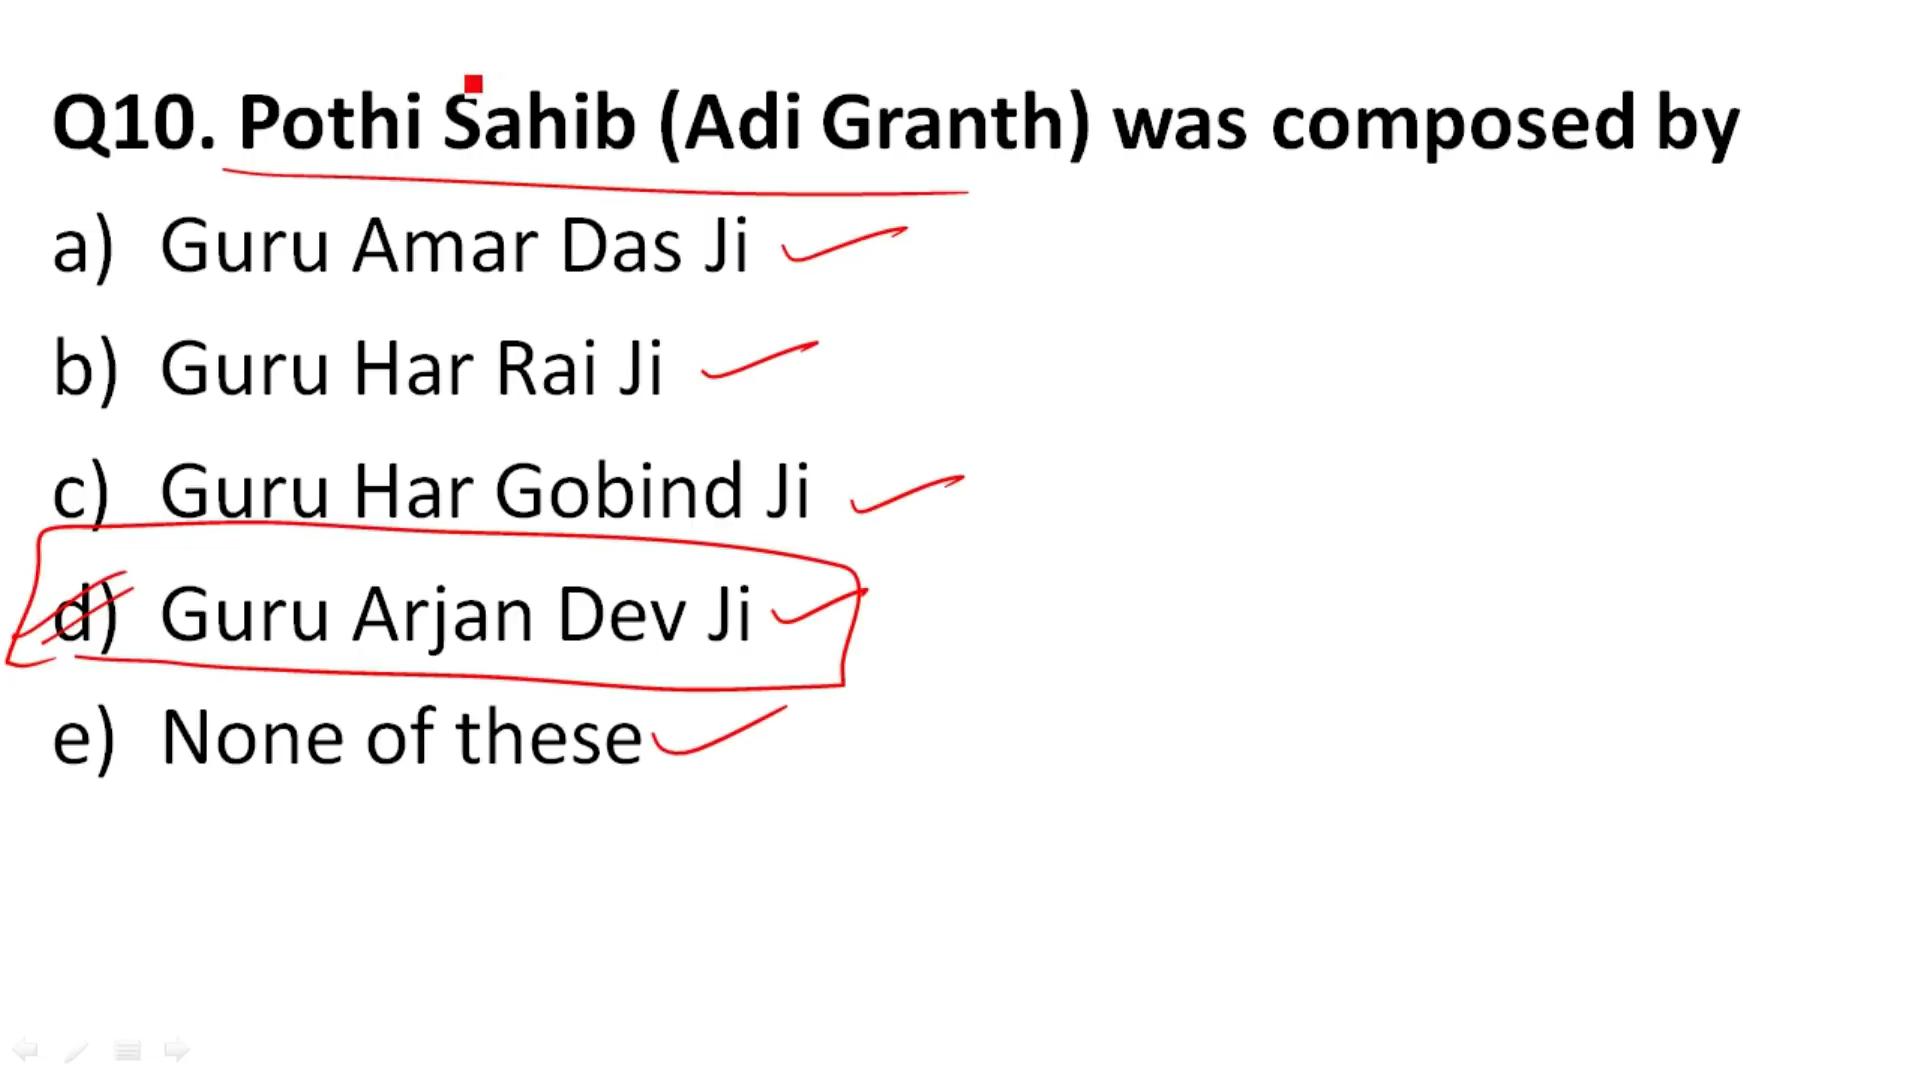 Q10. Pothi Sahib (Adi Granth) was composed by
a) Guru Amar Das Ji
b) Guru Har Rai Ji
c) Guru Har Gobind Ji
d) Guru Arjan Dev Ji
e) None of these